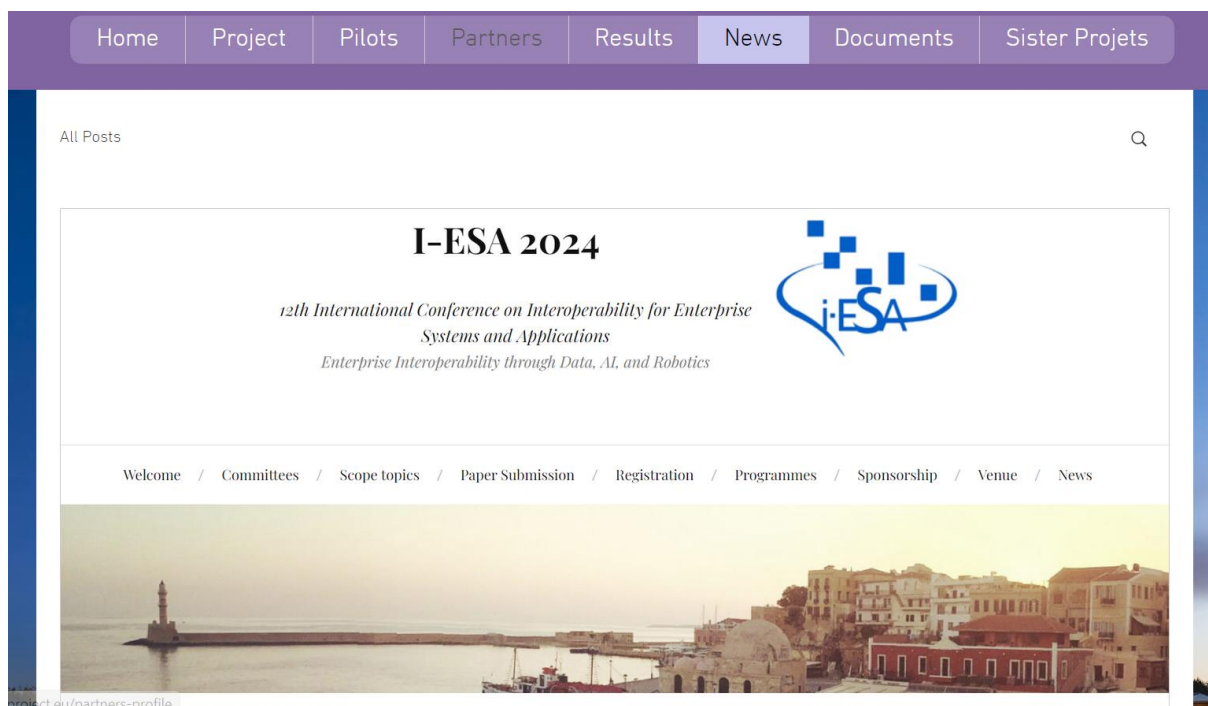 Home Project Pilots Partners Results News Documents Sister Projets
All Posts
I-ESA 2024
12th International Conference on Interoperability for Enterprise
Systems and Applications
Enterprise Interoperability through Data, AI, and Robotics
i-ESA
Welcome / Committees / Scope topics / Paper Submission / Registration / Programmes / Sponsorship / Venue / News
project.eu/partners-profile